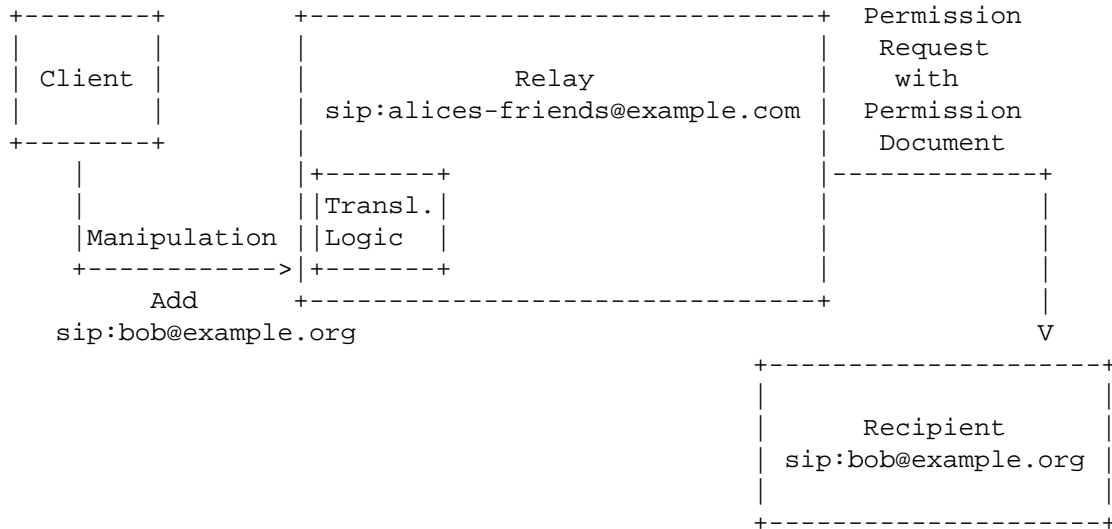 Permission
Request
Client Relay with
sip:alices-friends@example.com Permission
Document
Transl.
Manipulation Logic
Add
sip:bob@example.org
Recipient
sip:bob@example.org